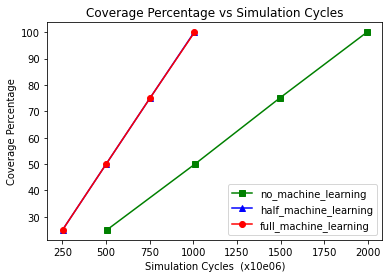 Coverage Percentage vs Simulation Cycles
100
90
80
70
60
50
40
30
Coverage Percentage
no_machine_learning
half_machine_learning
full_machine_learning
250 500 750 1000 1250 1500 1750 2000
Simulation Cycles (x10e06)